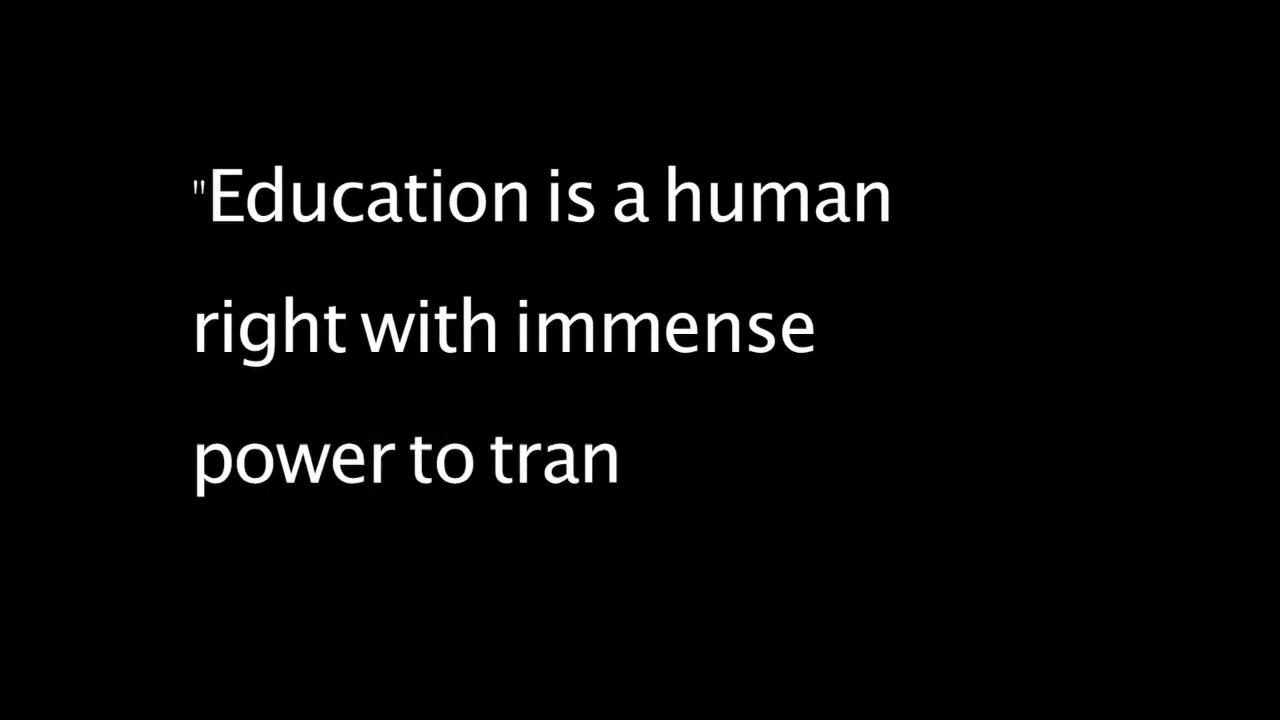 "Education is a human
right with immense
power to tran